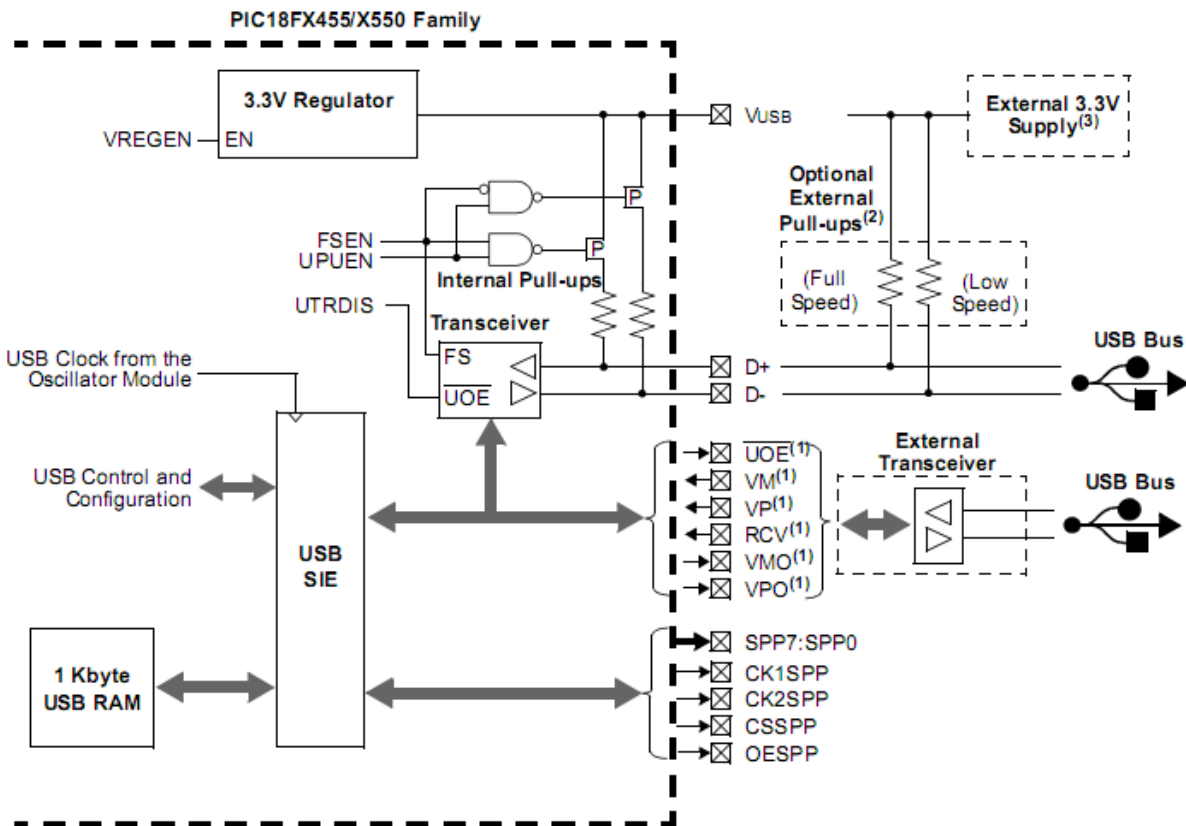 PIC18FX455/X550 Family
3.3V Regulator
VREGEN
EN
VUSB
External 3.3V
Supply(3)
Optional
External
Pull-ups(2)
P
P
FSEN
UPUEN
Internal Pull-ups
(Full
Speed)
(Low
Speed)
UTRDIS
Transceiver
FS
UOE
USB Clock from the
Oscillator Module
D+
D-
USB Bus
USB Control and
Configuration
UOE(1)
VM(1)
VP(1)
RCV(1)
VMO(1)
VPO(1)
External
Transceiver
USB Bus
USB
SIE
1 Kbyte
USB RAM
SPP7:SPP0
CK1SPP
CK2SPP
CSSPP
OESPP